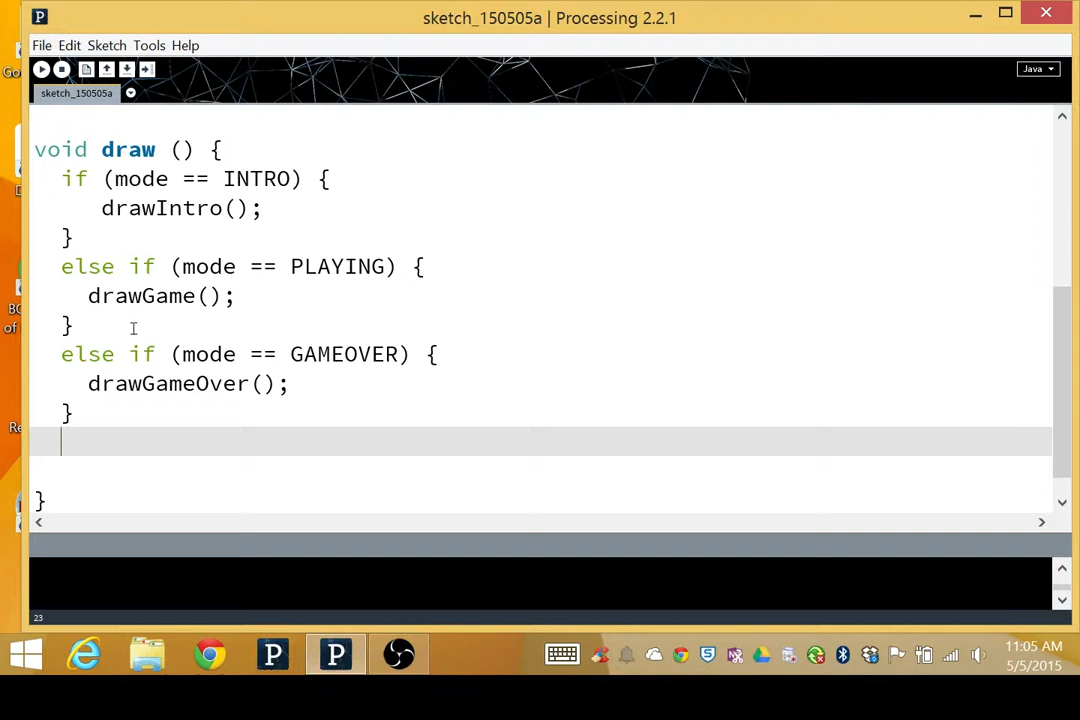 sketch_150505a | Processing 2.2.1
File Edit Sketch Tools Help
Java
sketch_150505a
void draw () {
if (mode == INTRO) {
drawIntro();
}
else if (mode == PLAYING) {
drawGame();
}
else if (mode == GAMEOVER) {
drawGameOver();
}
}
23
11:05 AM
5/5/2015